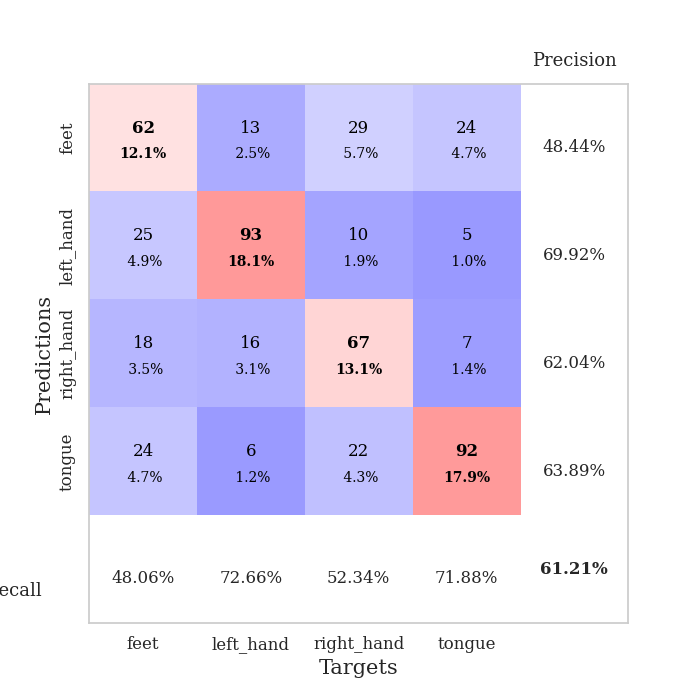 Precision
feet
62 13 29 24
12.1% 2.5% 5.7% 4.7%
48.44%
left_hand
25 93 10 5
4.9% 18.1% 1.9% 1.0%
69.92%
Predictions
right_hand
18 16 67 7
3.5% 3.1% 13.1% 1.4%
62.04%
tongue
24 6 22 92
4.7% 1.2% 4.3% 17.9%
63.89%
ecall
48.06% 72.66% 52.34% 71.88% 61.21%
feet left_hand right_hand tongue
Targets